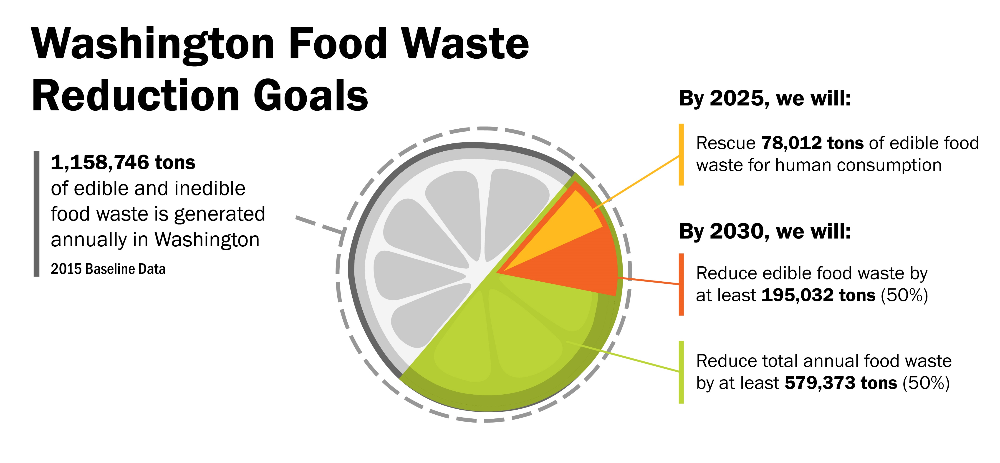 Washington Food Waste
Reduction Goals
1,158,746 tons
of edible and inedible
food waste is generated
annually in Washington
2015 Baseline Data
By 2025, we will:
Rescue 78,012 tons of edible food
waste for human consumption
By 2030, we will:
Reduce edible food waste by
at least 195,032 tons (50%)
Reduce total annual food waste
by at least 579,373 tons (50%)